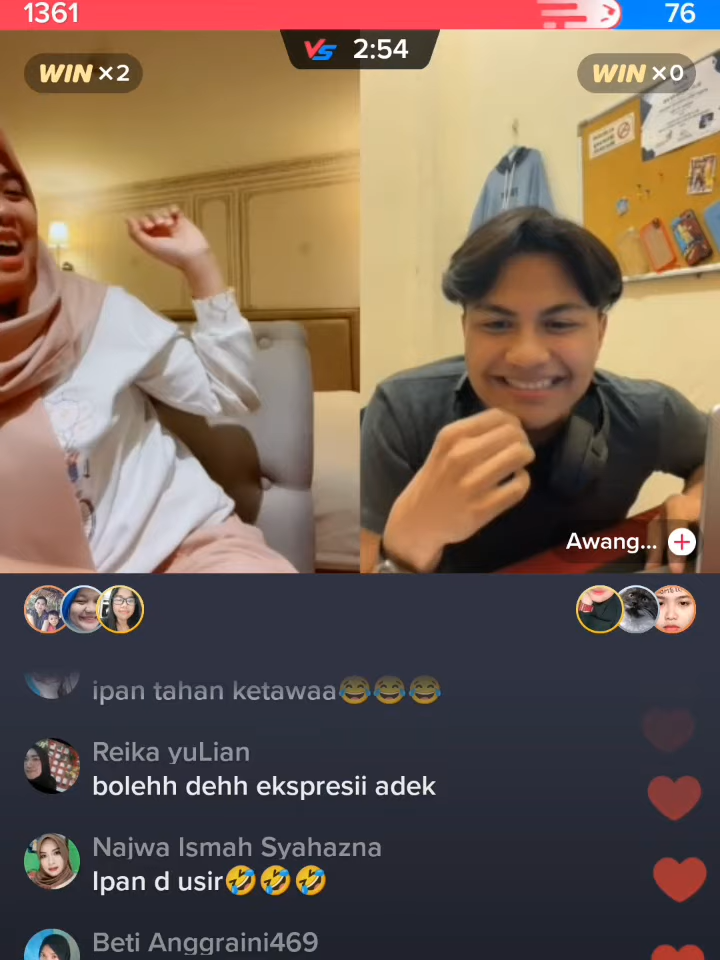 1361
76
VS 2:54
WIN ×2
WIN ×0
Awang...
ipan tahan ketawaa😂😂😂
Reika yuLian
bolehh dehh ekspresii adek
Najwa Ismah Syahazna
Ipan d usir🤣🤣🤣
Beti Anggraini469